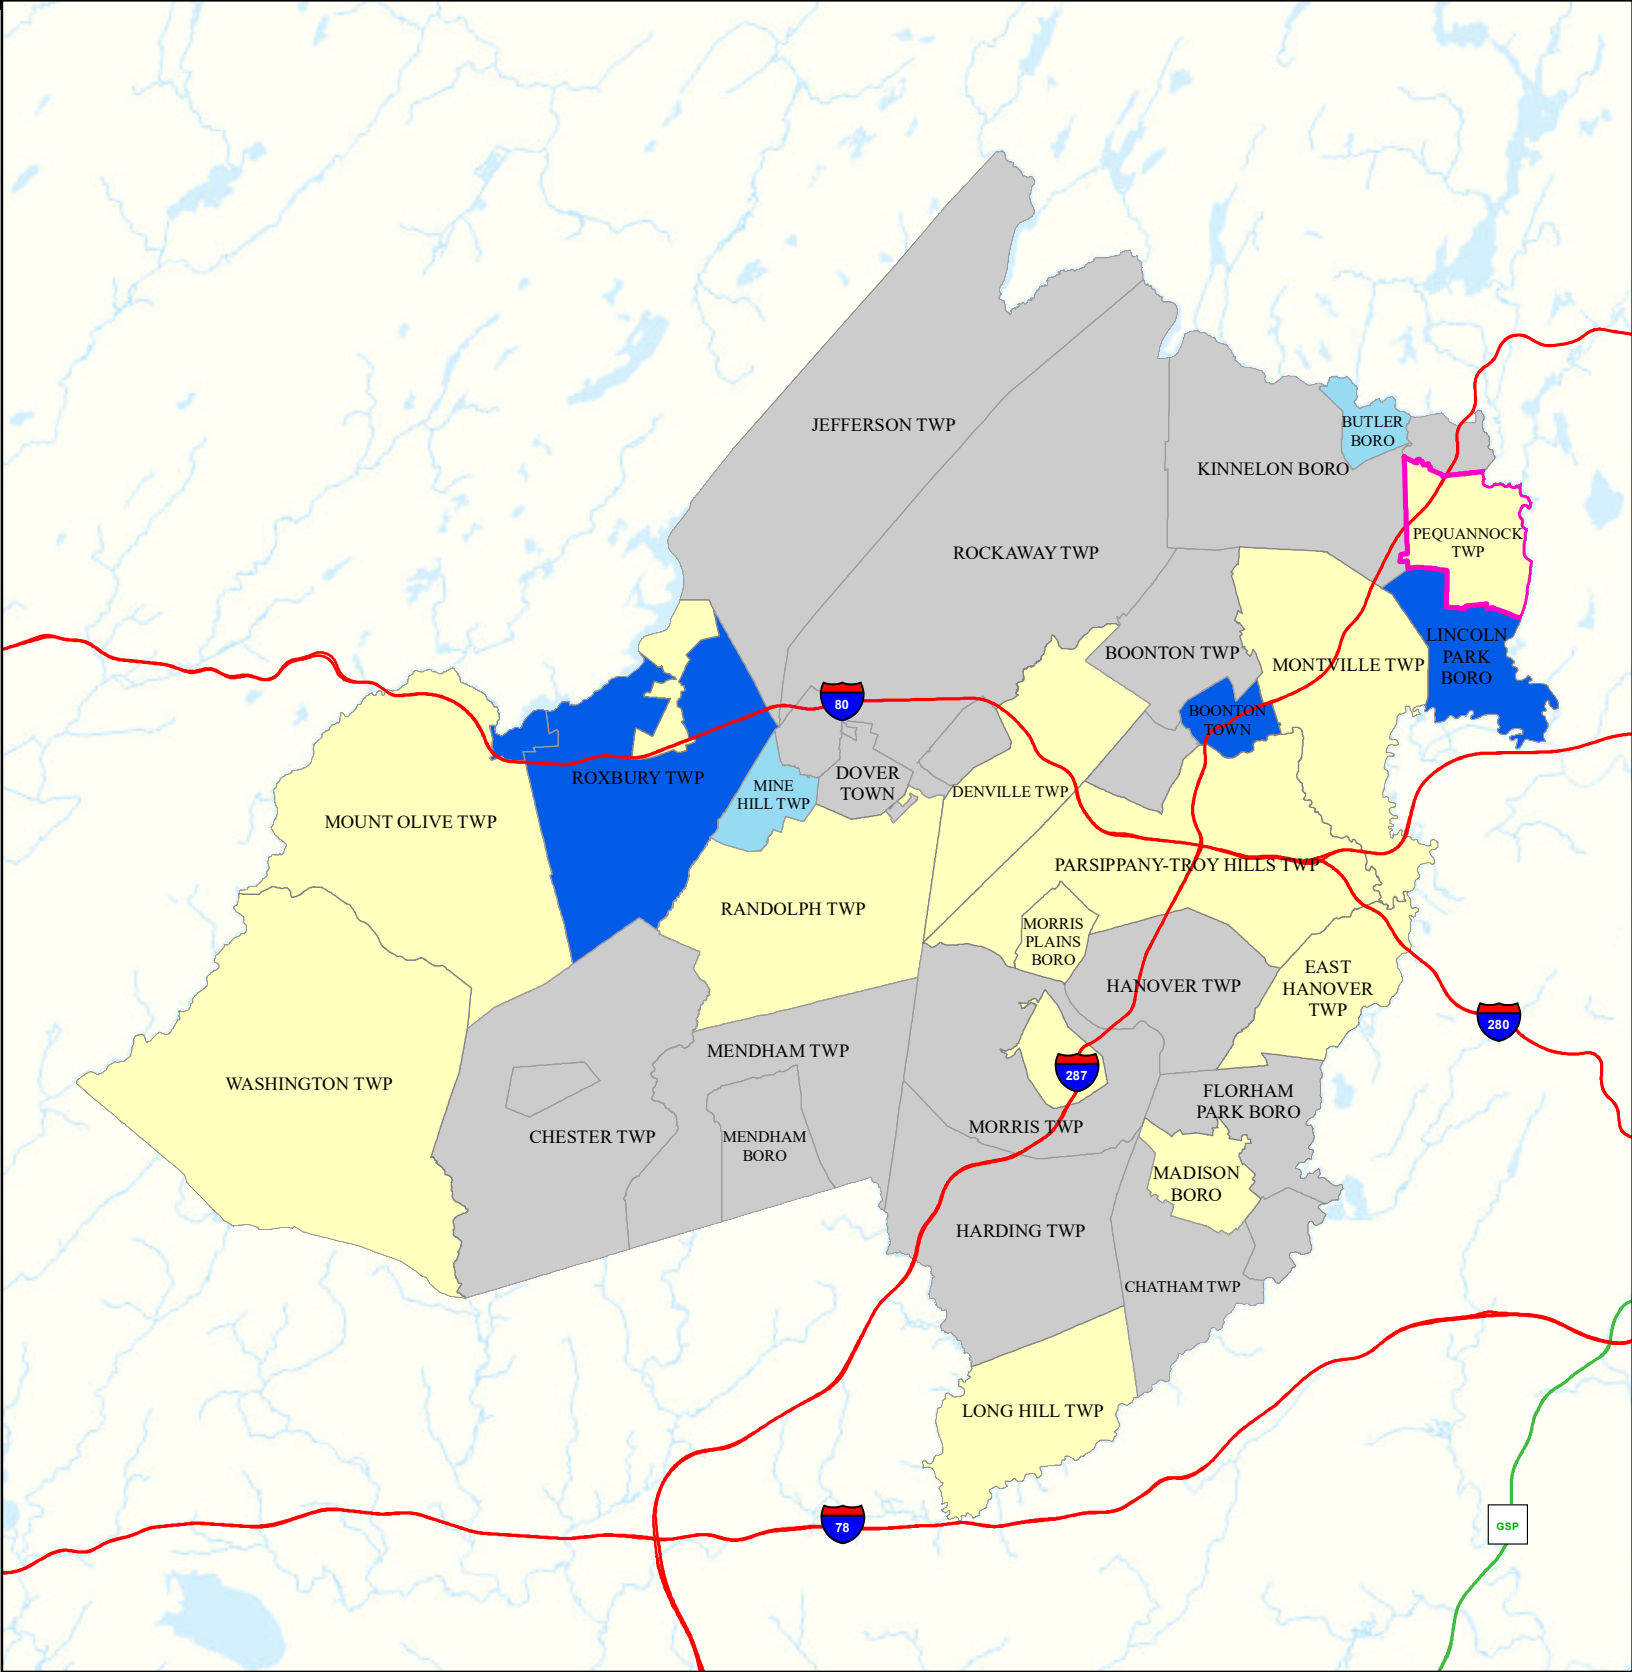 JEFFERSON TWP
BUTLER
BORO
KINNELON BORO
PEQUANNOCK
TWP
ROCKAWAY TWP
LINCOLN
PARK
BORO
BOONTON TWP
MONTVILLE TWP
80
BOONTON
TOWN
ROXBURY TWP
MINE
HILL TWP
DOVER
TOWN
DENVILLE TWP
MOUNT OLIVE TWP
PARSIPPANY-TROY HILLS TWP
RANDOLPH TWP
MORRIS
PLAINS
BORO
EAST
HANOVER
TWP
HANOVER TWP
280
MENDHAM TWP
287
WASHINGTON TWP
FLORHAM
PARK BORO
CHESTER TWP
MENDHAM
BORO
MORRIS TWP
MADISON
BORO
HARDING TWP
CHATHAM TWP
LONG HILL TWP
78
GSP